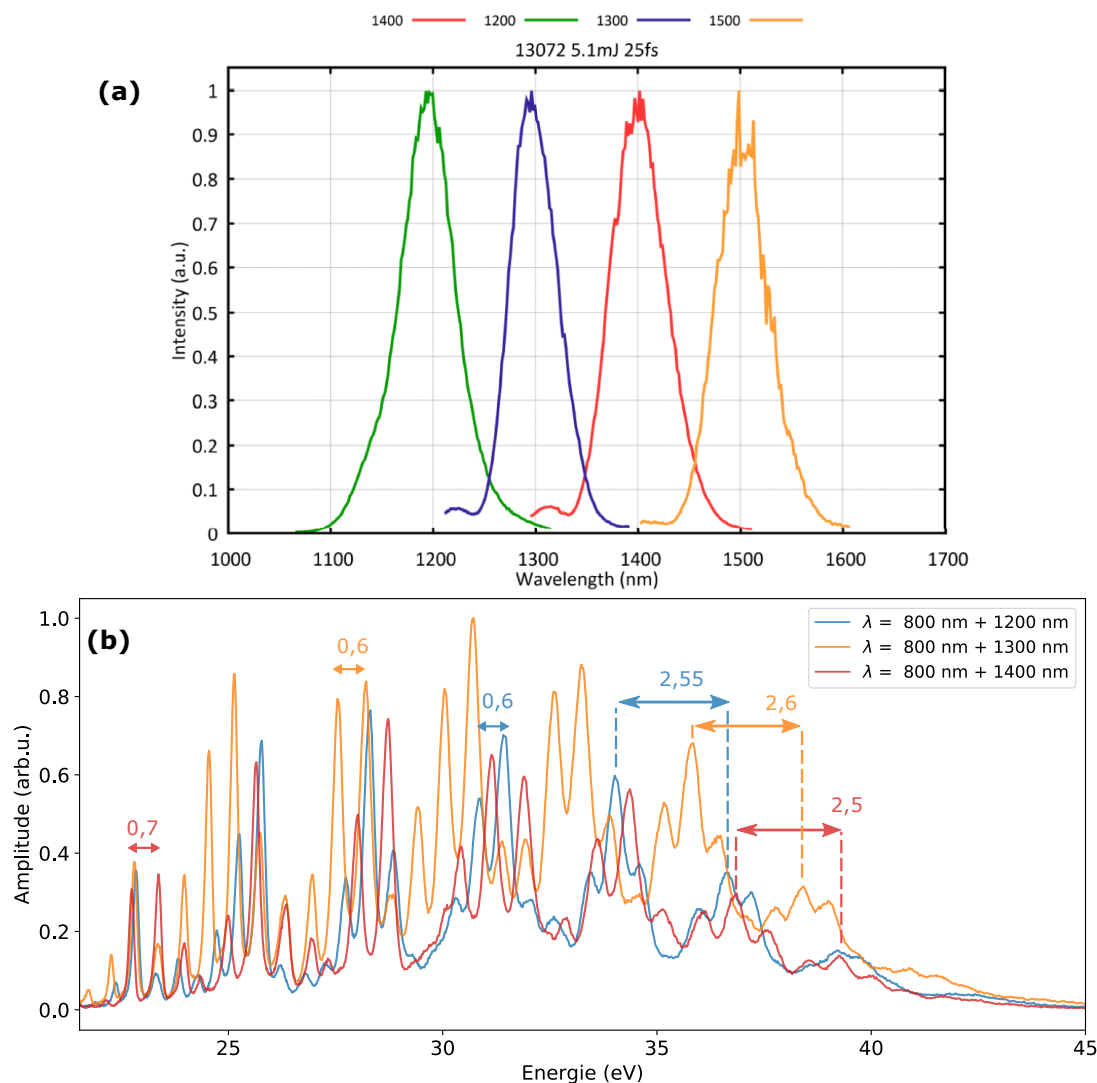 1400 1200 1300 1500
13072 5.1mJ 25fs
(a)
1
0.9
0.8
0.7
0.6
0.5
0.4
0.3
0.2
0.1
0
Intensity (a.u.)
1000 1100 1200 1300 1400 1500 1600 1700
Wavelength (nm)
(b)
λ = 800 nm + 1200 nm
λ = 800 nm + 1300 nm
λ = 800 nm + 1400 nm
1.0
0.8
0.6
0.4
0.2
0.0
Amplitude (arb.u.)
0,7
0,6
0,6
2,55
2,6
2,5
25 30 35 40 45
Energie (eV)